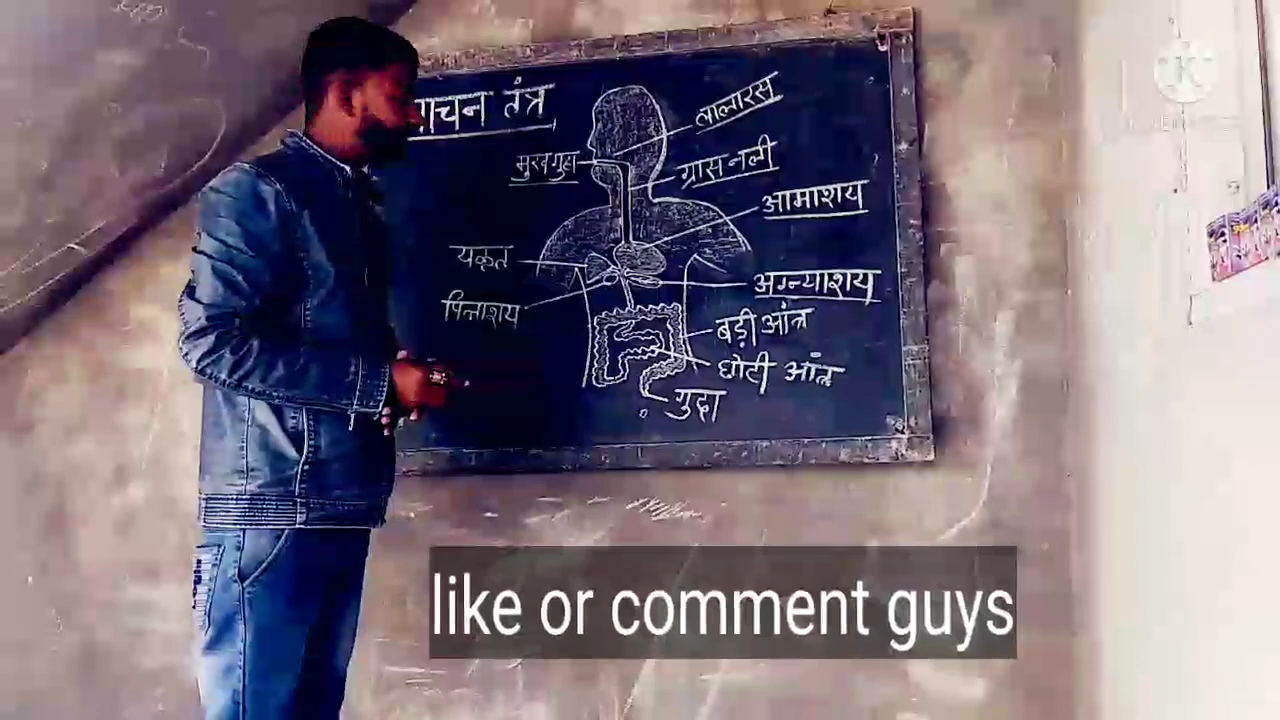 पाचन तंत्र
लालारस
मुखगुहा
ग्रास नली
आमाशय
यकृत
अग्न्याशय
पित्ताशय
बड़ी आंत्र
छोटी आंत्र
गुद्दा
like or comment guys